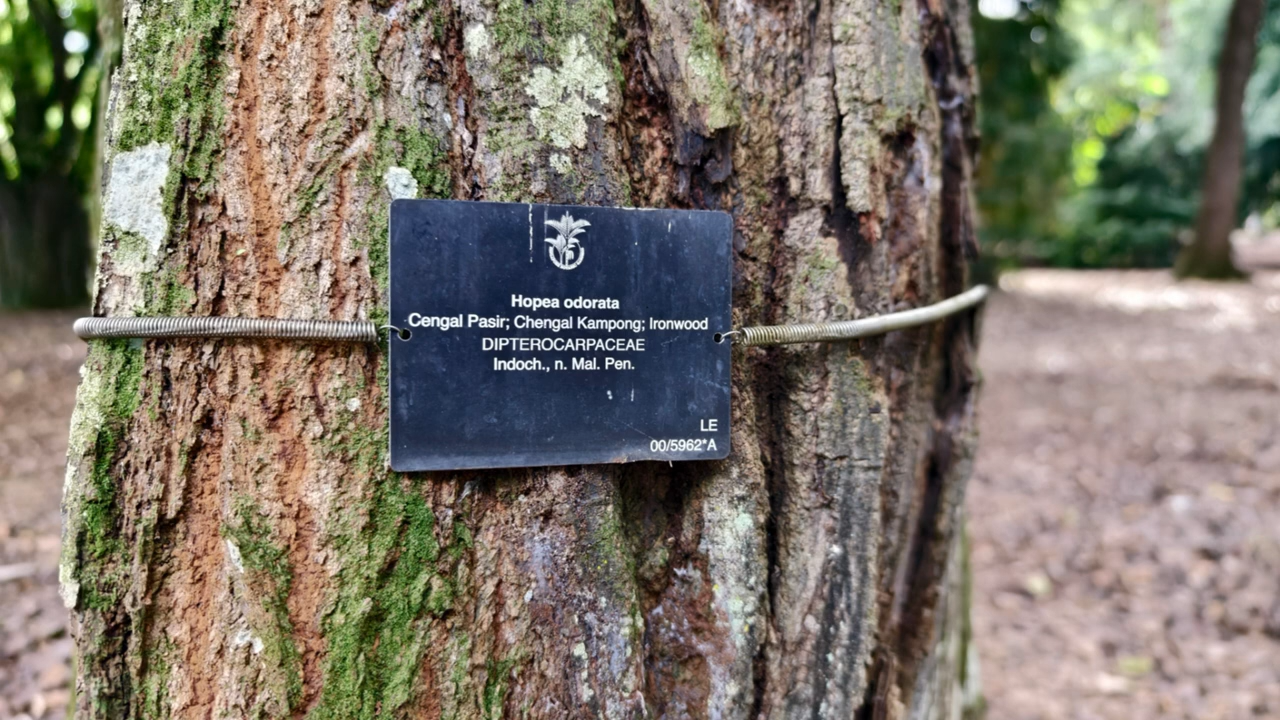 Hopea odorata
Cengal Pasir; Chengal Kampong; Ironwood
DIPTEROCARPACEAE
Indoch., n. Mal. Pen.
LE
00/5962*A